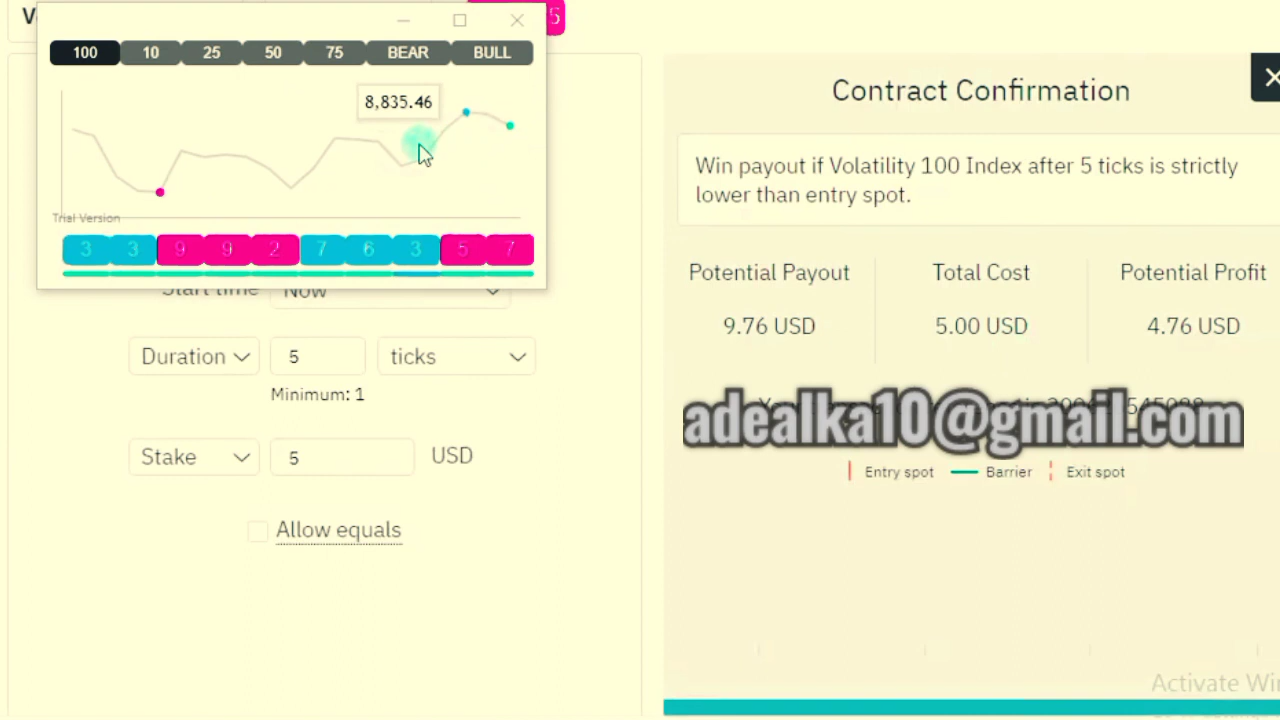 5
100 10 25 50 75 BEAR BULL
8,835.46
Trial Version
3 3 9 9 2 7 6 3 5 7
Start time Now
Duration 5 ticks
Minimum: 1
Stake 5 USD
Allow equals
Contract Confirmation
Win payout if Volatility 100 Index after 5 ticks is strictly
lower than entry spot.
Potential Payout Total Cost Potential Profit
9.76 USD 5.00 USD 4.76 USD
adealka10@gmail.com
Entry spot Barrier Exit spot
Activate Wi